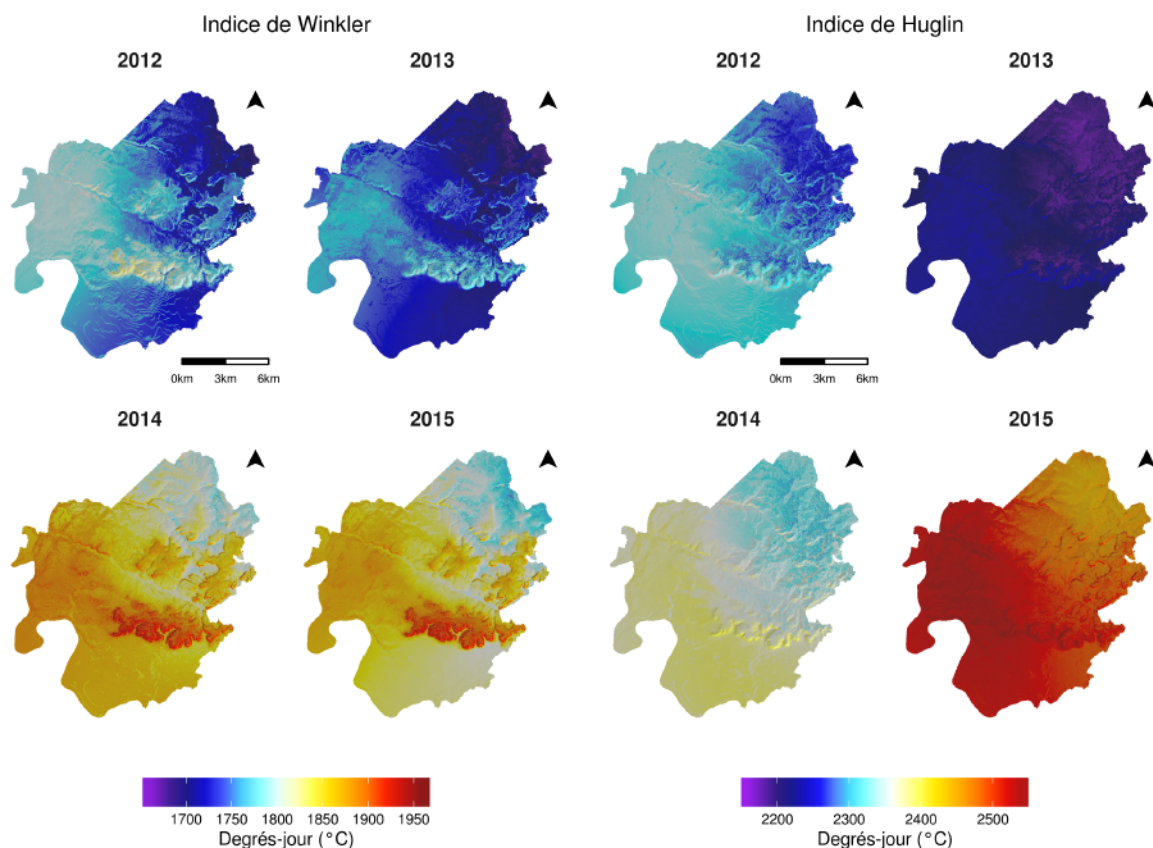 Indice de Winkler
Indice de Huglin
2012
2013
2012
2013
0km 3km 6km
0km 3km 6km
2014
2015
2014
2015
1700 1750 1800 1850 1900 1950
Degrés-jour (°C)
2200 2300 2400 2500
Degrés-jour (°C)